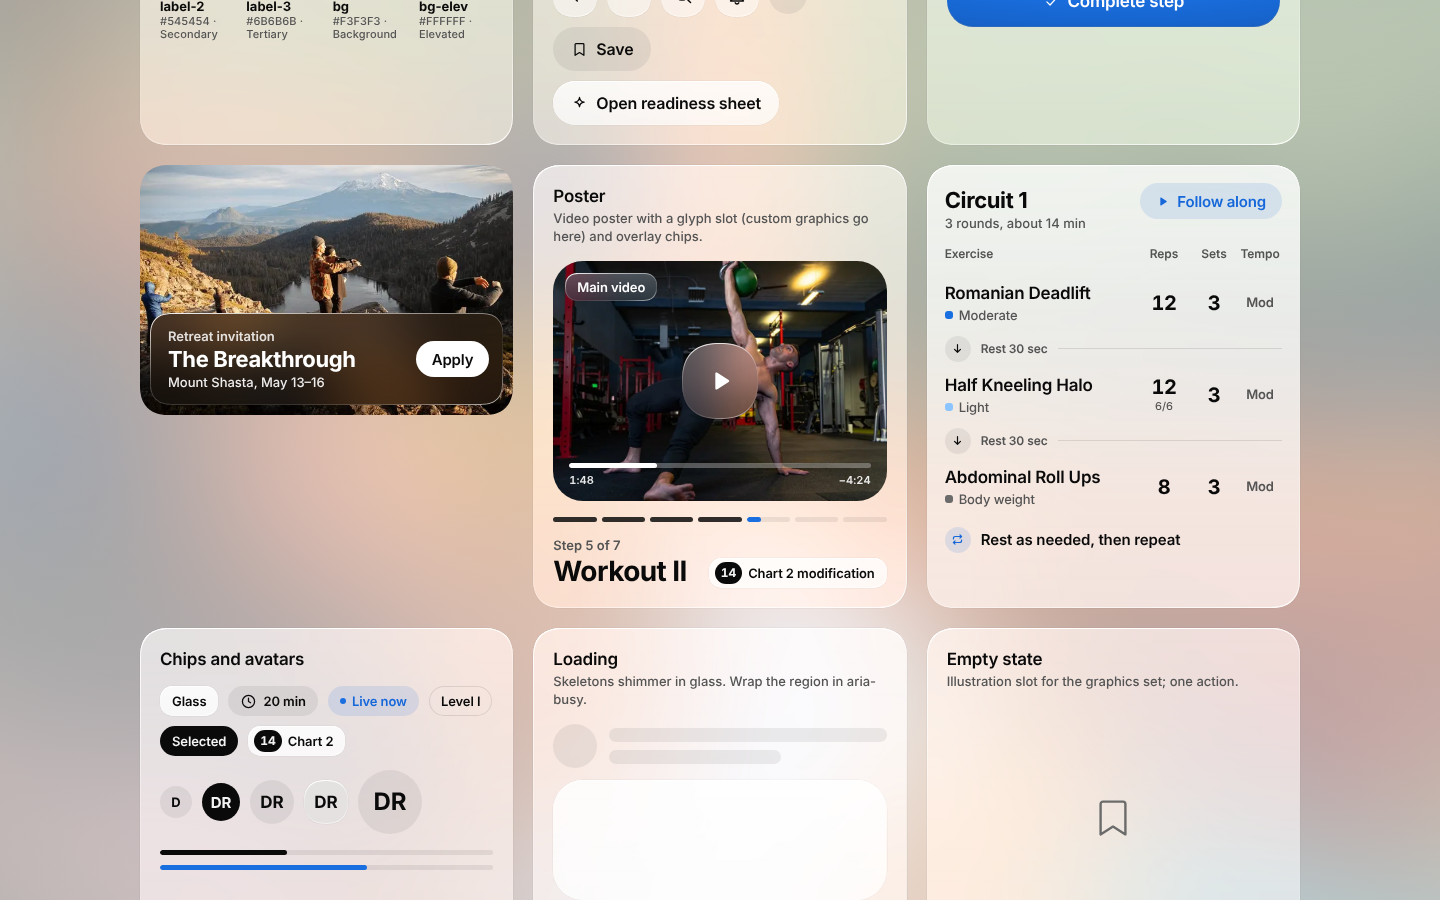 label-2
#545454 ·
Secondary
label-3
#6B6B6B ·
Tertiary
bg
#F3F3F3 ·
Background
bg-elev
#FFFFFF ·
Elevated
Save
Open readiness sheet
Complete step
Retreat invitation
The Breakthrough
Mount Shasta, May 13–16
Apply
Poster
Video poster with a glyph slot (custom graphics go
here) and overlay chips.
Main video
1:48
−4:24
Step 5 of 7
Workout II
14 Chart 2 modification
Circuit 1
3 rounds, about 14 min
Follow along
Exercise Reps Sets Tempo
Romanian Deadlift
Moderate
12 3 Mod
Rest 30 sec
Half Kneeling Halo
Light
12 3 Mod
6/6
Rest 30 sec
Abdominal Roll Ups
Body weight
8 3 Mod
Rest as needed, then repeat
Chips and avatars
Glass 20 min Live now Level I
Selected 14 Chart 2
D DR DR DR DR
Loading
Skeletons shimmer in glass. Wrap the region in aria-
busy.
Empty state
Illustration slot for the graphics set; one action.